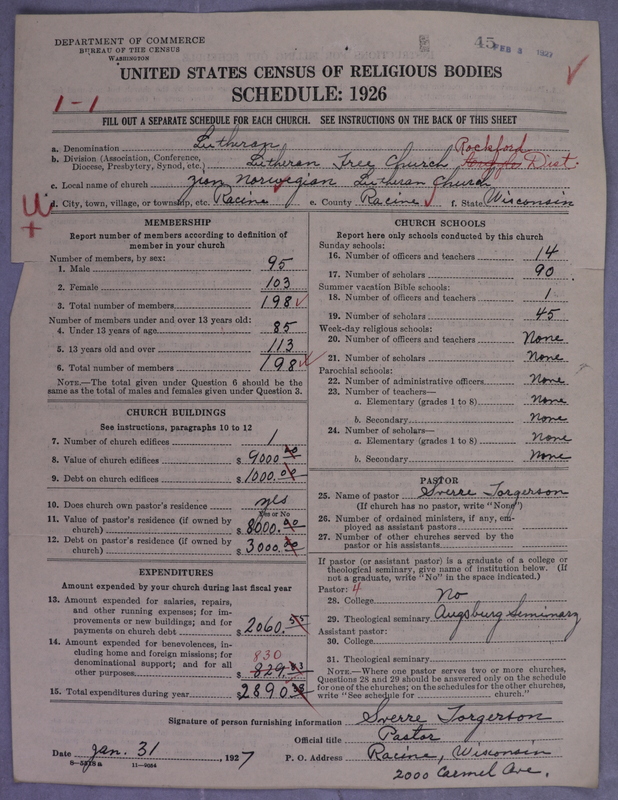 DEPARTMENT OF COMMERCE
BUREAU OF THE CENSUS
WASHINGTON
45 FEB 3 1927
UNITED STATES CENSUS OF RELIGIOUS BODIES
SCHEDULE: 1926
1-1
FILL OUT A SEPARATE SCHEDULE FOR EACH CHURCH. SEE INSTRUCTIONS ON THE BACK OF THIS SHEET
a. Denomination Lutheran
Rockford
b. Division (Association, Conference, Diocese, Presbytery, Synod, etc.) Lutheran Free Church Dist.
c. Local name of church Zion Norwegian Lutheran Church
d. City, town, village, or township, etc. Racine e. County Racine f. State Wisconsin
MEMBERSHIP
Report number of members according to definition of
member in your church
Number of members, by sex:
1. Male 95
2. Female 103
3. Total number of members 198
Number of members under and over 13 years old:
4. Under 13 years of age 85
5. 13 years old and over 113
6. Total number of members 198
NOTE.—The total given under Question 6 should be
same as the total of males and females given under Question 3.
CHURCH BUILDINGS
See instructions, paragraphs 10 to 12
7. Number of church edifices 1
8. Value of church edifices $ 9000.00
9. Debt on church edifices $ 1000.00
10. Does church own pastor's residence yes
Yes or No
11. Value of pastor's residence (if owned by
church) $ 8000.00
12. Debt on pastor's residence (if owned by
church) $ 3000.00
EXPENDITURES
Amount expended by your church during last fiscal year
13. Amount expended for salaries, repairs,
and other running expenses; for im-
provements or new buildings; and for
payments on church debt $ 2060.55
14. Amount expended for benevolences, in-
cluding home and foreign missions; for
denominational support; and for all
830
other purposes $ 829.83
15. Total expenditures during year $ 2890.38
CHURCH SCHOOLS
Report here only schools conducted by this church
Sunday schools:
16. Number of officers and teachers 14
17. Number of scholars 90
Summer vacation Bible schools:
18. Number of officers and teachers 1
19. Number of scholars 45
Week-day religious schools:
20. Number of officers and teachers None
21. Number of scholars None
Parochial schools:
22. Number of administrative officers None
23. Number of teachers—
a. Elementary (grades 1 to 8) None
b. Secondary None
24. Number of scholars—
a. Elementary (grades 1 to 8) None
b. Secondary None
PASTOR
25. Name of pastor Sverre Torgerson
(If church has no pastor, write "None")
26. Number of ordained ministers, if any, em-
ployed as assistant pastors
27. Number of other churches served by the
pastor or his assistants
If pastor (or assistant pastor) is a graduate of a college or
theological seminary, give name of institution below. (If
not a graduate, write "No" in the space indicated.)
Pastor: 4
28. College No
29. Theological seminary Augsburg Seminary
Assistant pastor:
30. College
31. Theological seminary
NOTE.—Where one pastor serves two or more churches,
Questions 28 and 29 should be answered only on the schedule
for one of the churches; on the schedules for the other churches,
write "See schedule for church."
Signature of person furnishing information Sverre Torgerson
Official title Pastor
Date Jan. 31, 1927 P. O. Address Racine, Wisconsin
8-5318a 11-9084 2000 Carmel Ave.